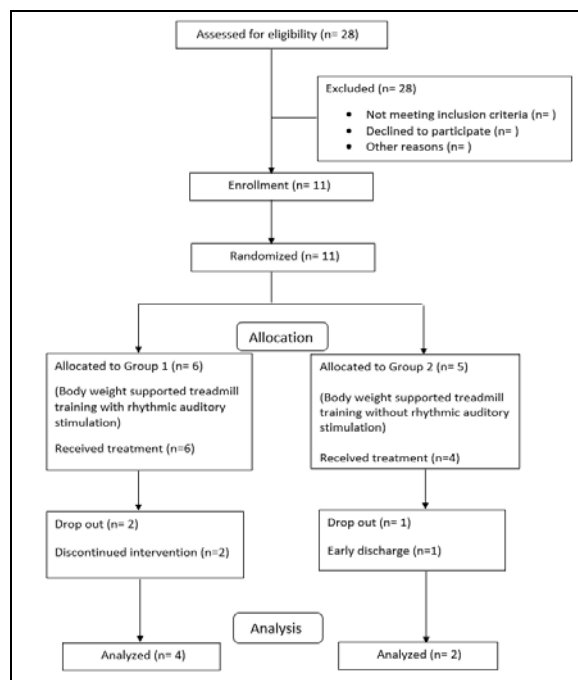 Assessed for eligibility (n= 28)
Excluded (n= 28)
• Not meeting inclusion criteria (n= )
• Declined to participate (n= )
• Other reasons (n= )
Enrollment (n= 11)
Randomized (n= 11)
Allocation
Allocated to Group 1 (n= 6)
(Body weight supported treadmill
training with rhythmic auditory
stimulation)
Received treatment (n=6)
Allocated to Group 2 (n= 5)
(Body weight supported treadmill
training without rhythmic auditory
stimulation)
Received treatment (n=4)
Drop out (n= 2)
Discontinued intervention (n=2)
Drop out (n= 1)
Early discharge (n=1)
Analysis
Analyzed (n= 4)
Analyzed (n= 2)